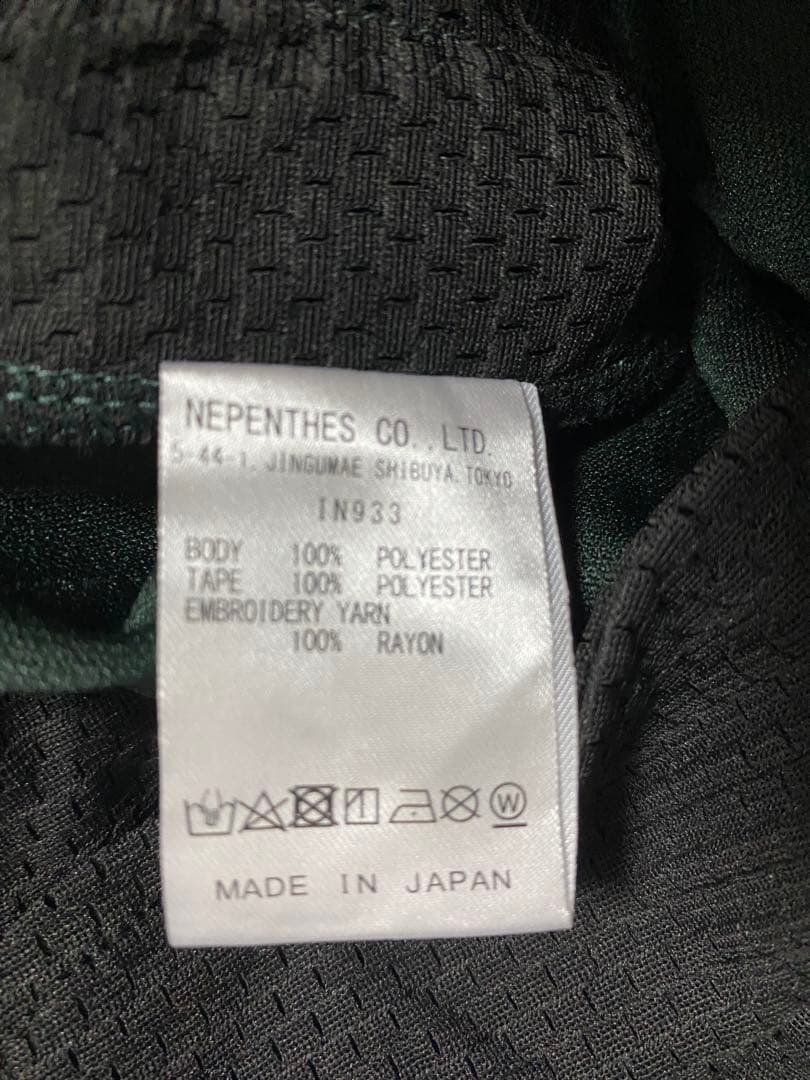 NEPENTHES CO.,LTD.
5-44-1, JINGUMAE SHIBUYA.TOKYO
IN933
BODY 100% POLYESTER
TAPE 100% POLYESTER
EMBROIDERY YARN
100% RAYON
W
MADE IN JAPAN